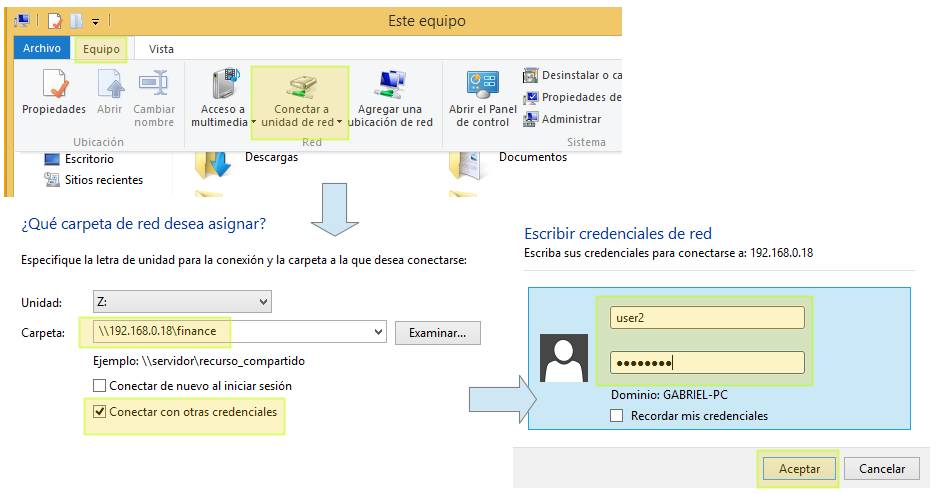 Este equipo
Archivo Equipo Vista
Propiedades Abrir Cambiar nombre
Acceso a multimedia Conectar a unidad de red Agregar una ubicación de red
Abrir el Panel de control
Desinstalar o ca
Propiedades de
Administrar
Ubicación Red Sistema
Escritorio Descargas Documentos
Sitios recientes
¿Qué carpeta de red desea asignar?
Especifique la letra de unidad para la conexión y la carpeta a la que desea conectarse:
Unidad: Z:
Carpeta: \\192.168.0.18\finance Examinar...
Ejemplo: \\servidor\recurso_compartido
Conectar de nuevo al iniciar sesión
Conectar con otras credenciales
Escribir credenciales de red
Escriba sus credenciales para conectarse a: 192.168.0.18
user2
●●●●●●●●
Dominio: GABRIEL-PC
Recordar mis credenciales
Aceptar Cancelar